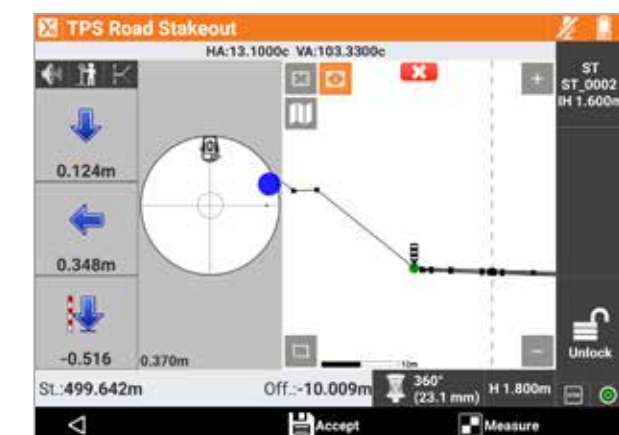 TPS Road Stakeout
HA:13.1000c VA:103.3300c
ST
ST_0002
IH 1.600m
0.124m
0.348m
-0.516
0.370m
10m
Unlock
St.:499.642m
Off.:-10.009m
360°
(23.1 mm)
H 1.800m
Accept
Measure